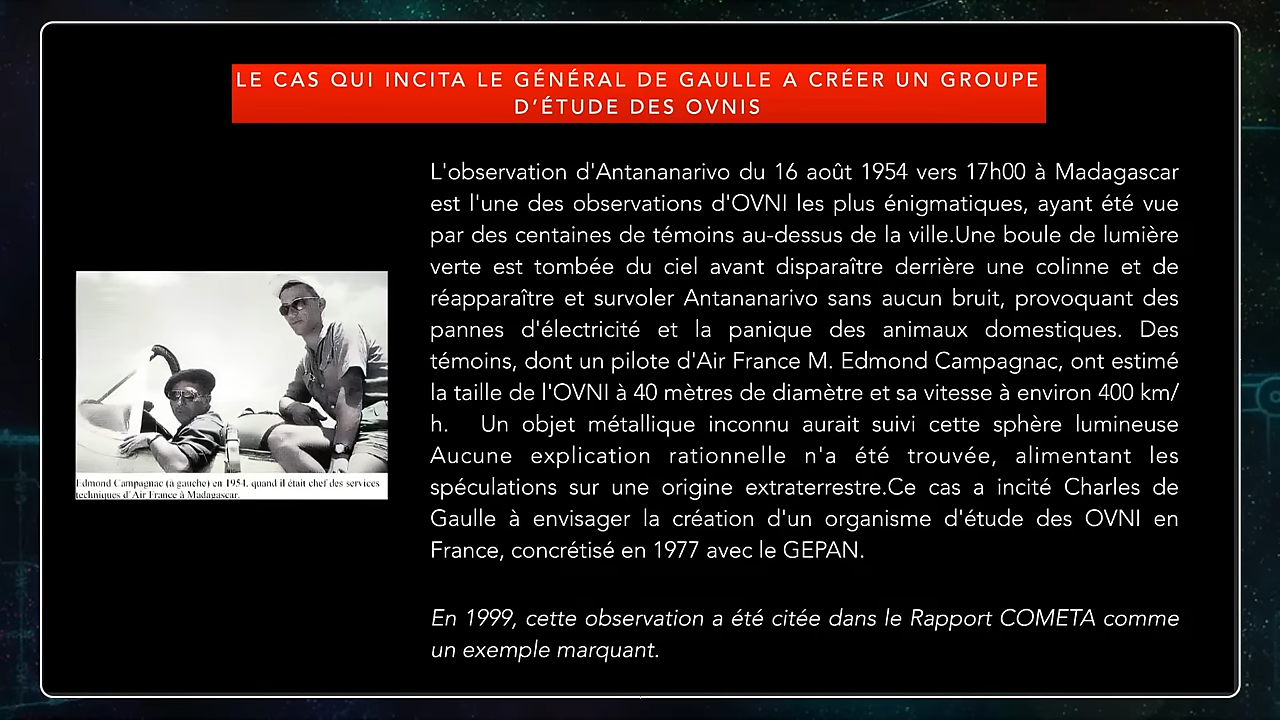 LE CAS QUI INCITA LE GÉNÉRAL DE GAULLE A CRÉER UN GROUPE
D'ÉTUDE DES OVNIS
L'observation d'Antananarivo du 16 août 1954 vers 17h00 à Madagascar
est l'une des observations d'OVNI les plus énigmatiques, ayant été vue
par des centaines de témoins au-dessus de la ville.Une boule de lumière
verte est tombée du ciel avant disparaître derrière une colinne et de
réapparaître et survoler Antananarivo sans aucun bruit, provoquant des
pannes d'électricité et la panique des animaux domestiques. Des
témoins, dont un pilote d'Air France M. Edmond Campagnac, ont estimé
la taille de l'OVNI à 40 mètres de diamètre et sa vitesse à environ 400 km/
h. Un objet métallique inconnu aurait suivi cette sphère lumineuse
Aucune explication rationnelle n'a été trouvée, alimentant les
spéculations sur une origine extraterrestre.Ce cas a incité Charles de
Gaulle à envisager la création d'un organisme d'étude des OVNI en
France, concrétisé en 1977 avec le GEPAN.
En 1999, cette observation a été citée dans le Rapport COMETA comme
un exemple marquant.
Edmond Campagnac (à gauche) en 1954, quand il était chef des services
techniques d'Air France à Madagascar.